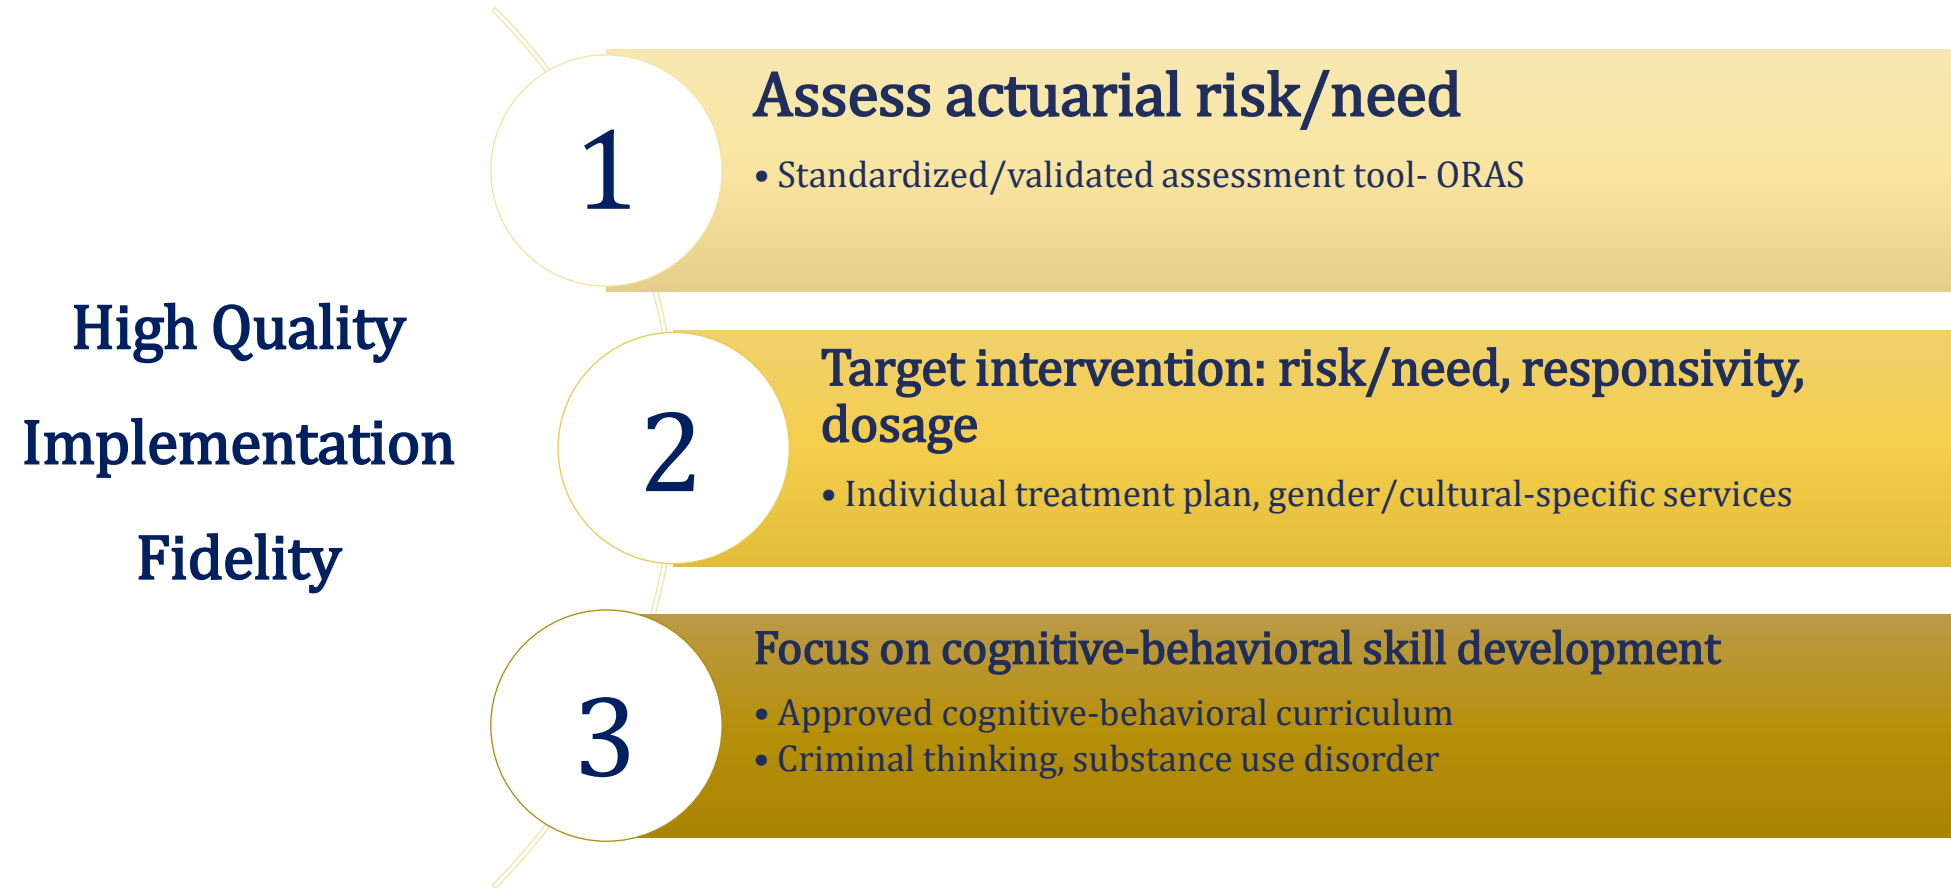 High Quality
Implementation
Fidelity
1
Assess actuarial risk/need
• Standardized/validated assessment tool- ORAS
2
Target intervention: risk/need, responsivity,
dosage
• Individual treatment plan, gender/cultural-specific services
3
Focus on cognitive-behavioral skill development
• Approved cognitive-behavioral curriculum
• Criminal thinking, substance use disorder